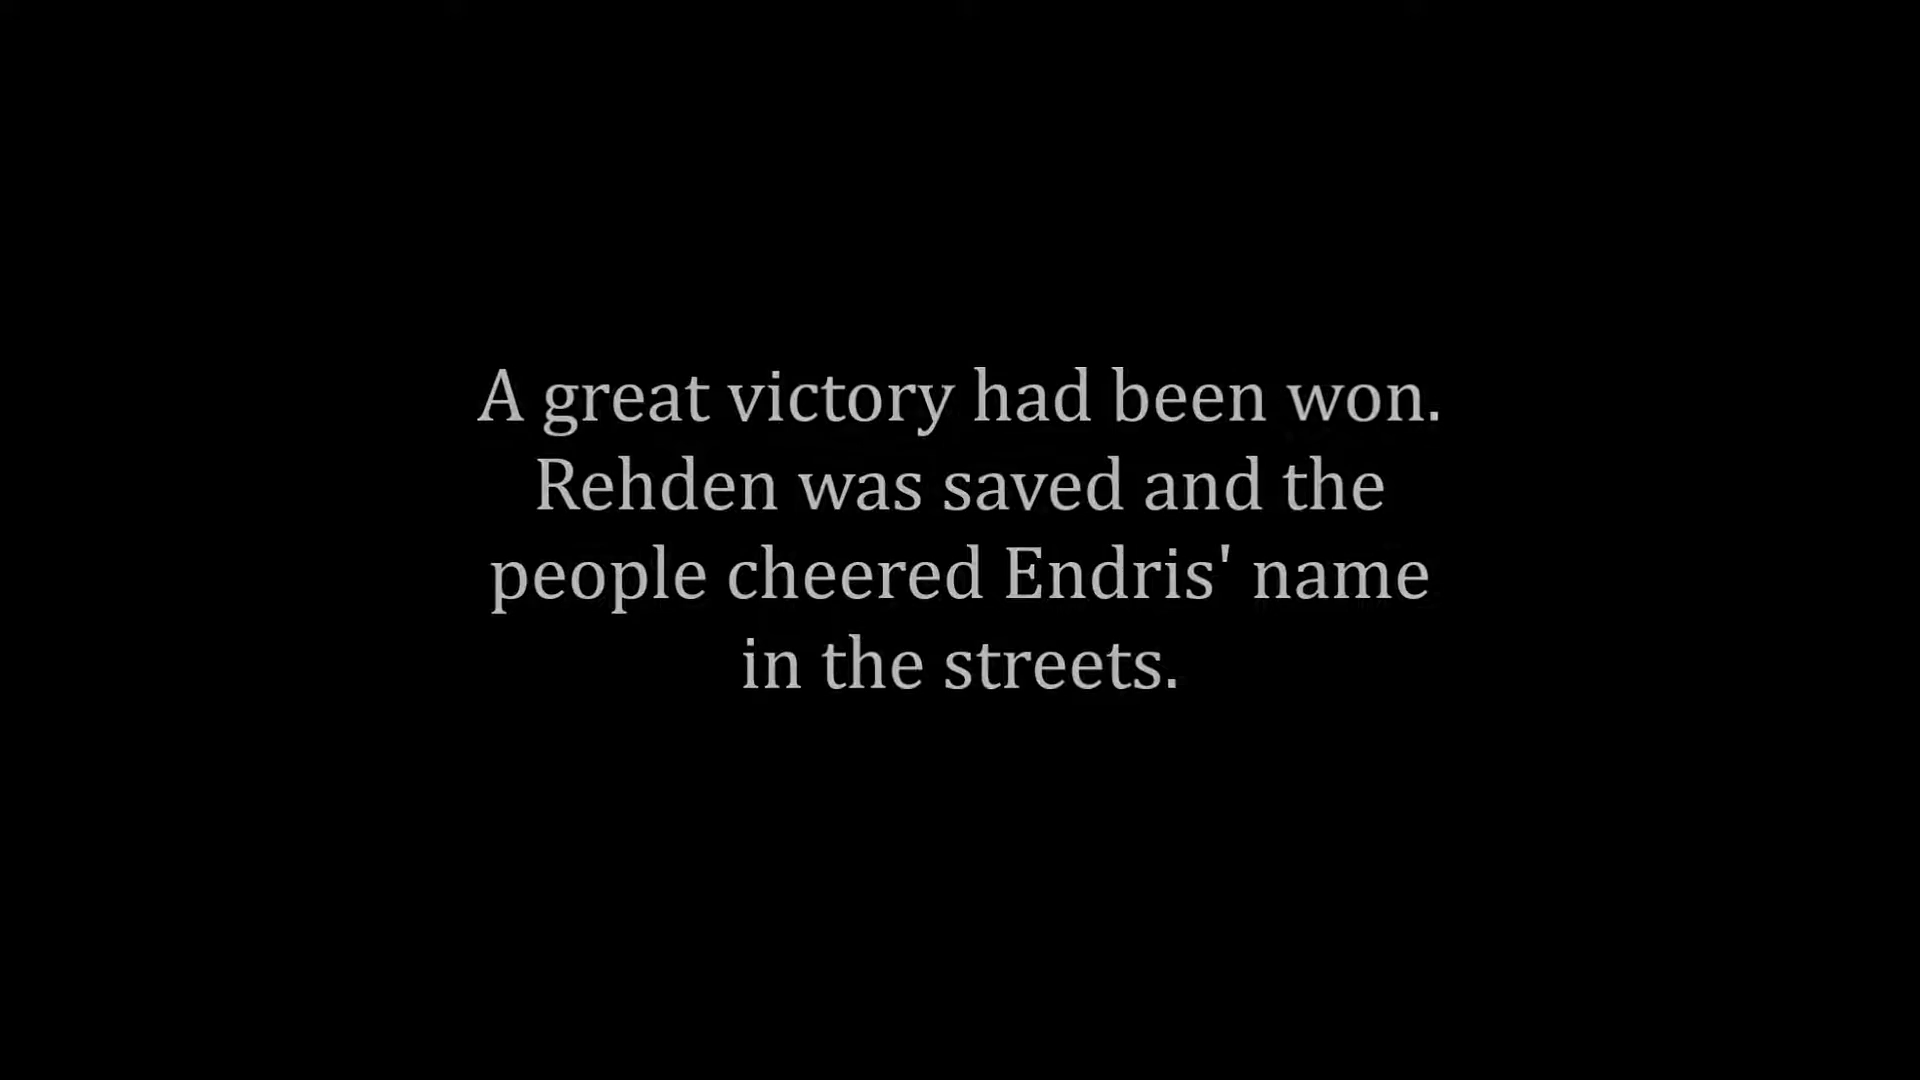 A great victory had been won.
Rehden was saved and the
people cheered Endris' name
in the streets.